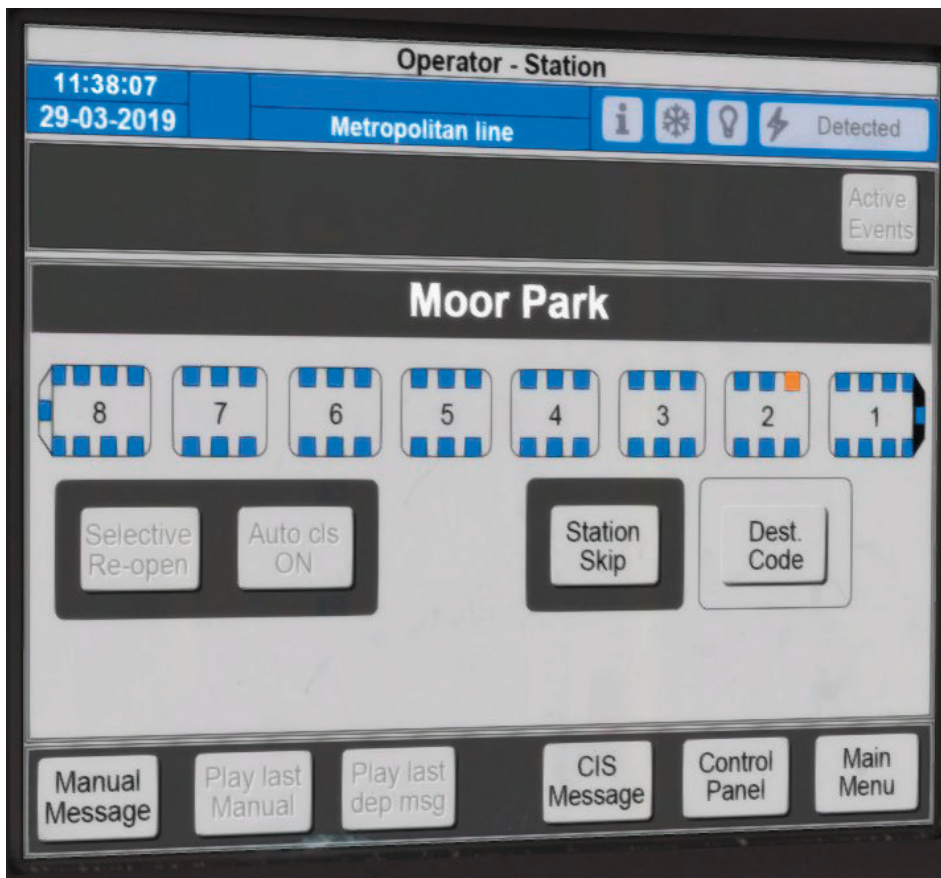 Operator - Station
11:38:07
29-03-2019
Metropolitan line
i
Detected
Active
Events
Moor Park
8 7 6 5 4 3 2 1
Selective
Re-open
Auto cls
ON
Station
Skip
Dest.
Code
Manual
Message
Play last
Manual
Play last
dep msg
CIS
Message
Control
Panel
Main
Menu